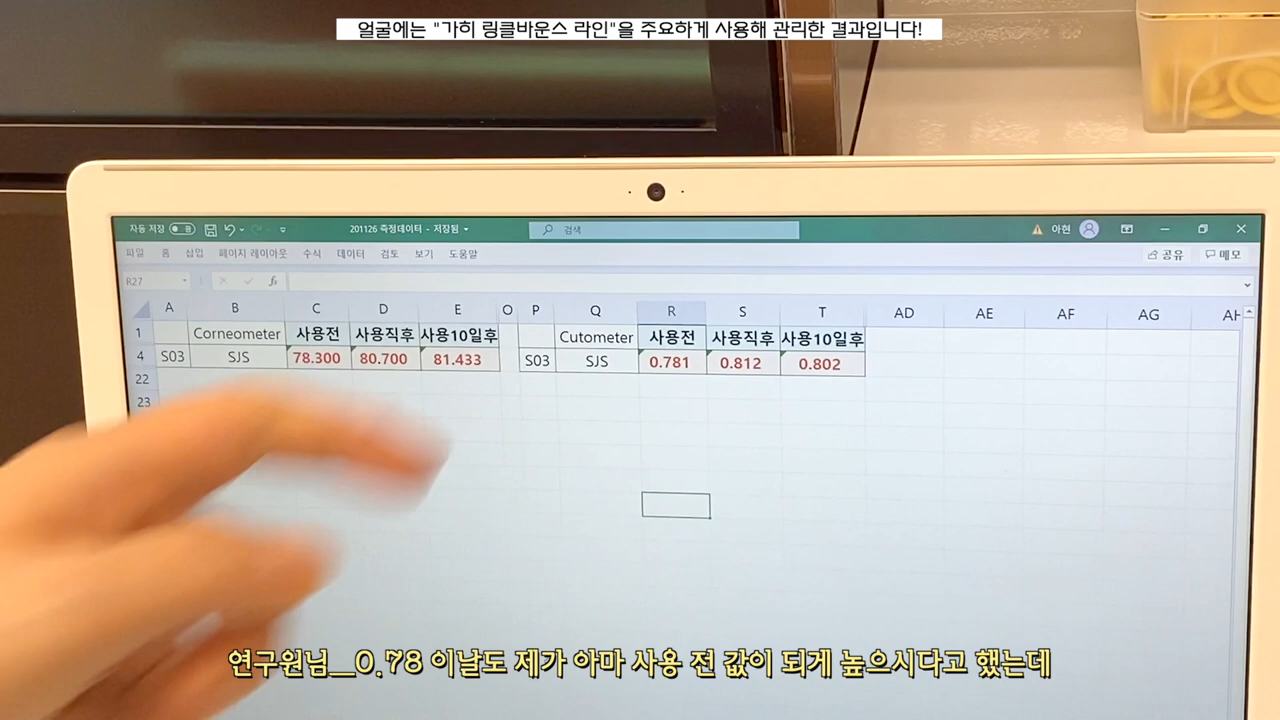 얼굴에는 "가히 링클바운스 라인"을 주요하게 사용해 관리한 결과입니다!
자동 저장 201126 측정데이터 - 저장됨 검색 아현
파일 홈 삽입 페이지 레이아웃 수식 데이터 검토 보기 도움말 공유 메모
R27 fx
A B C D E O P Q R S T AD AE AF AG AH
1 Corneometer 사용전 사용직후 사용10일후 Cutometer 사용전 사용직후 사용10일후
4 S03 SJS 78.300 80.700 81.433 S03 SJS 0.781 0.812 0.802
22
23
연구원님_0.78 이날도 제가 아마 사용 전 값이 되게 높으시다고 했는데